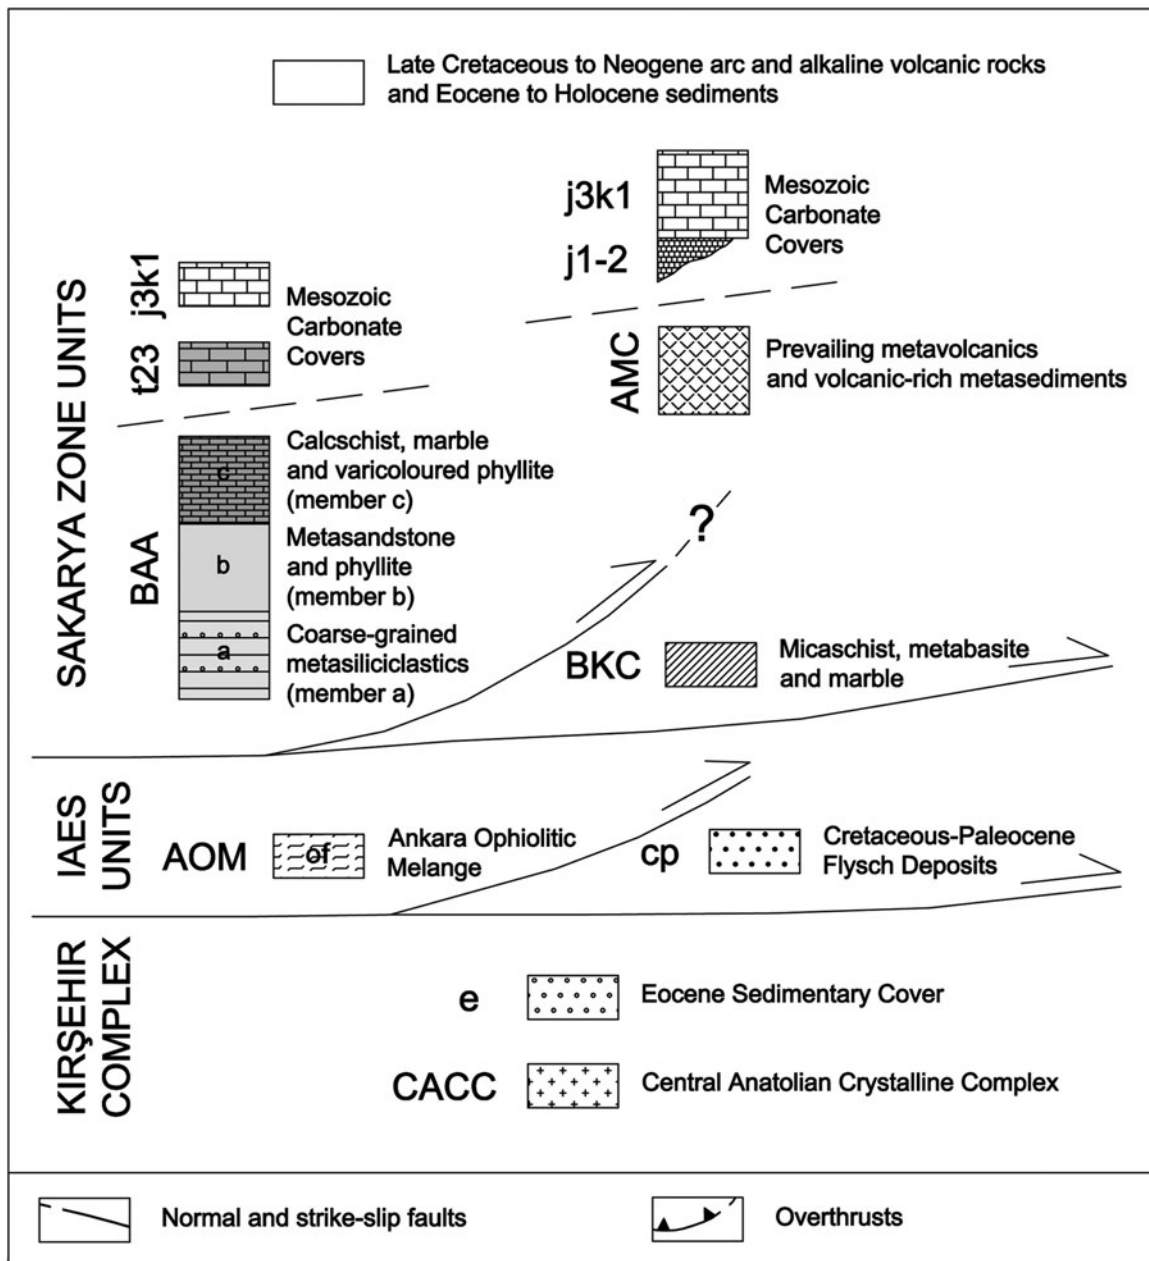 Late Cretaceous to Neogene arc and alkaline volcanic rocks
and Eocene to Holocene sediments
SAKARYA ZONE UNITS
j3k1
t23
Mesozoic
Carbonate
Covers
j3k1
j1-2
Mesozoic
Carbonate
Covers
AMC
Prevailing metavolcanics
and volcanic-rich metasediments
BAA
c
Calcschist, marble
and varicoloured phyllite
(member c)
b
Metasandstone
and phyllite
(member b)
a
Coarse-grained
metasiliciclastics
(member a)
?
BKC
Micaschist, metabasite
and marble
IAES
UNITS
AOM
of
Ankara Ophiolitic
Melange
cp
Cretaceous-Paleocene
Flysch Deposits
KIRŞEHIR
COMPLEX
e
Eocene Sedimentary Cover
CACC
Central Anatolian Crystalline Complex
Normal and strike-slip faults
Overthrusts